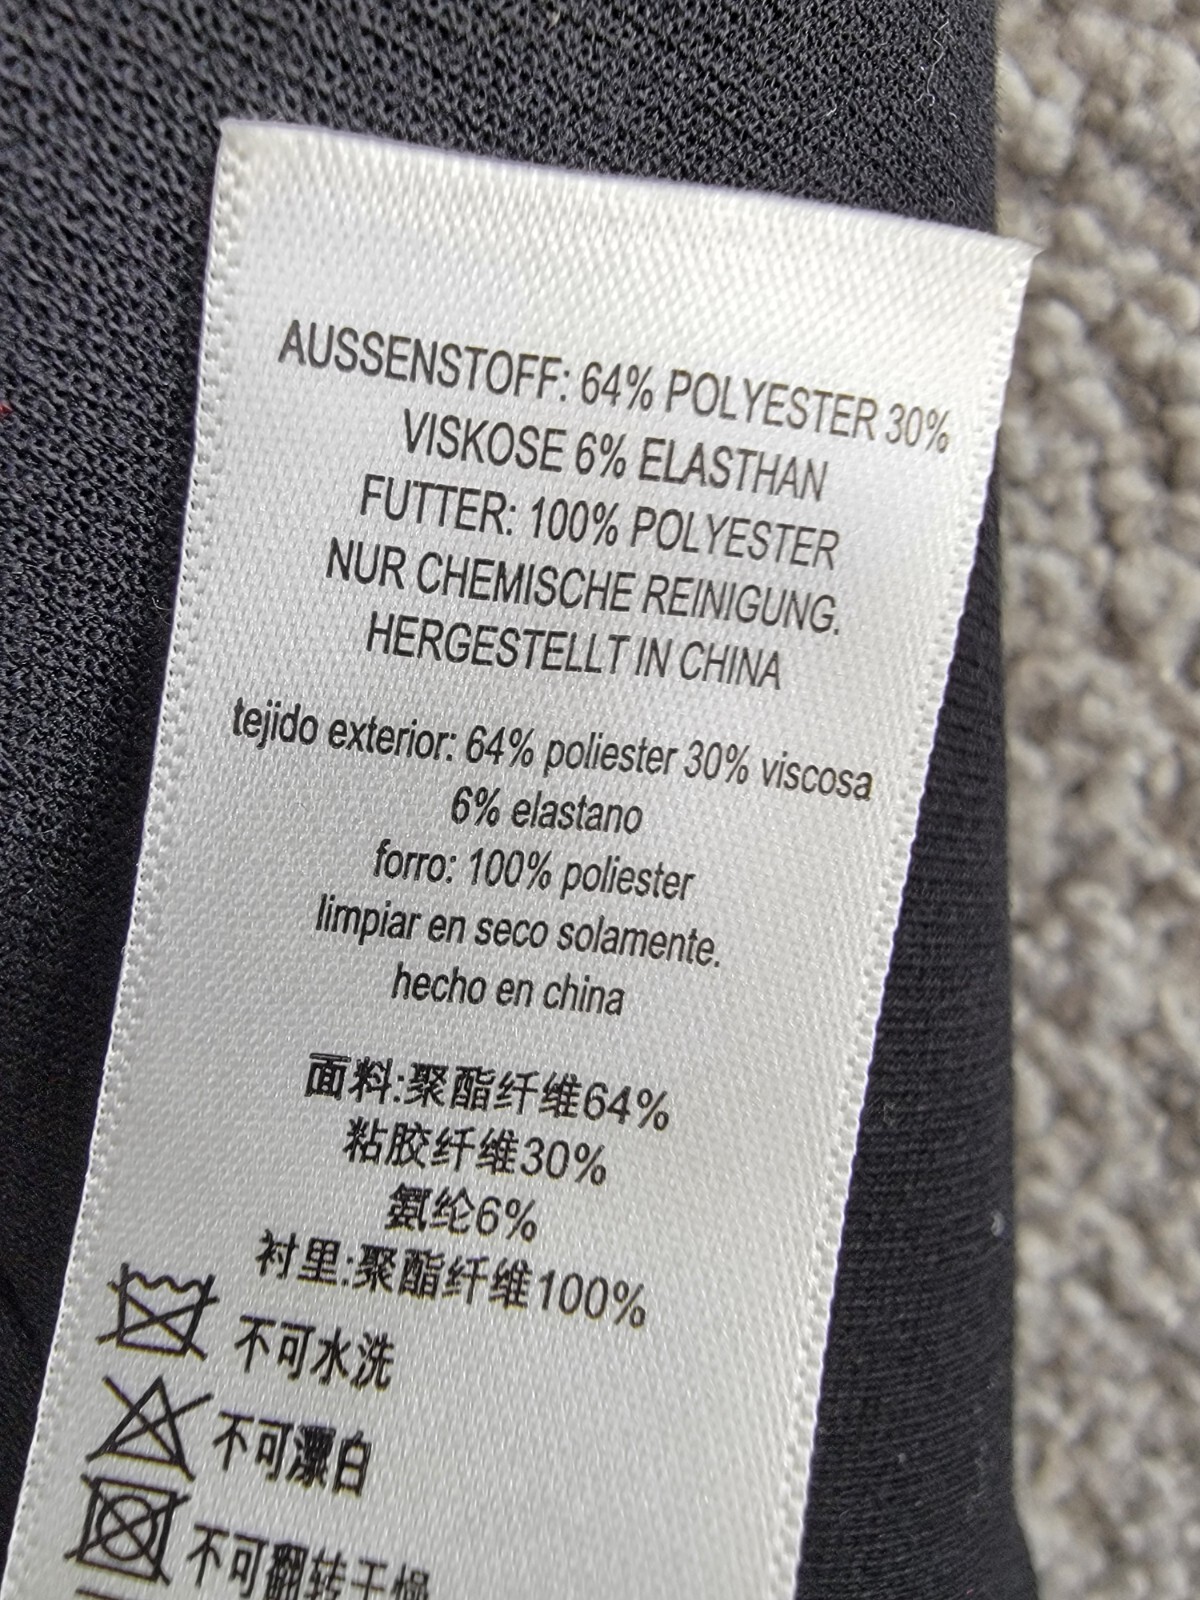 AUSSENSTOFF: 64% POLYESTER 30%
VISKOSE 6% ELASTHAN
FUTTER: 100% POLYESTER
NUR CHEMISCHE REINIGUNG.
HERGESTELLT IN CHINA
tejido exterior: 64% poliester 30% viscosa
6% elastano
forro: 100% poliester
limpiar en seco solamente.
hecho en china
面料:聚酯纤维64%
粘胶纤维30%
氨纶6%
衬里:聚酯纤维100%
不可水洗
不可漂白
不可翻转干燥